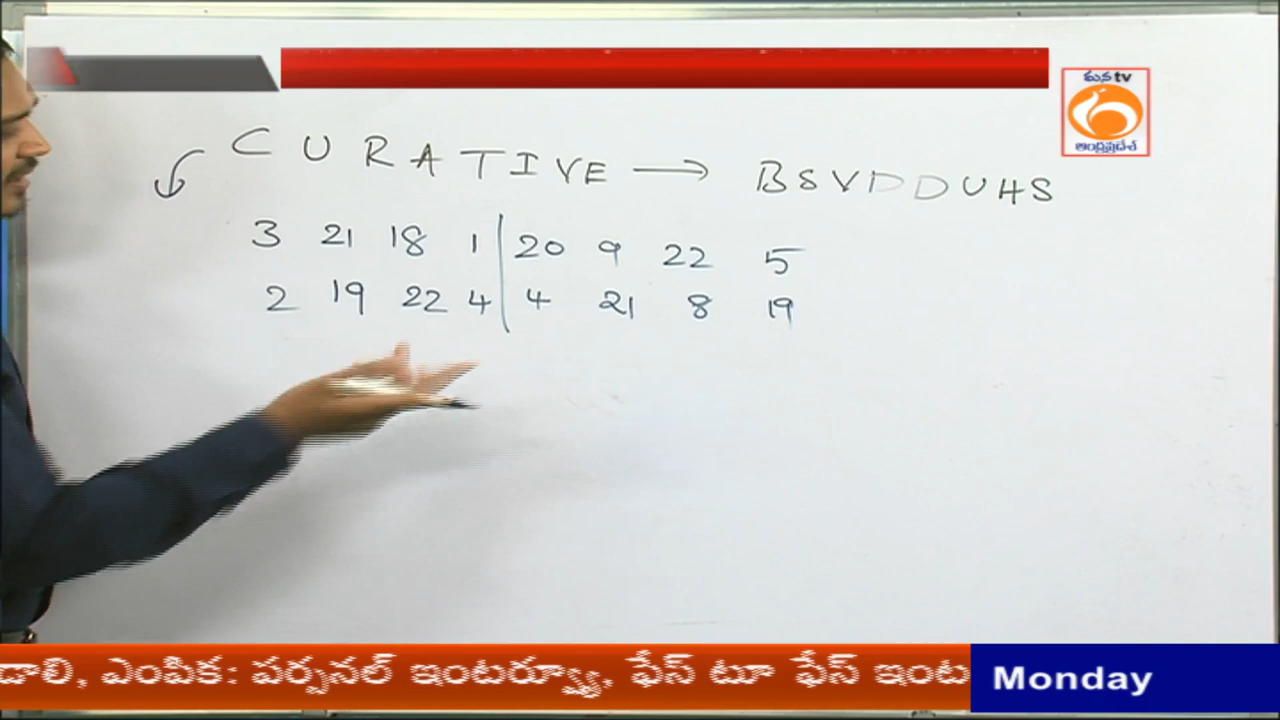 మన tv
ఆంధ్రప్రదేశ్
C U R A T I V E → B S V D D U H S
3 21 18 1 | 20 9 22 5
2 19 22 4 | 4 21 8 19
డాలి, ఎంపిక: పర్సనల్ ఇంటర్వ్యూ, ఫేస్ టూ ఫేస్ ఇంట
Monday